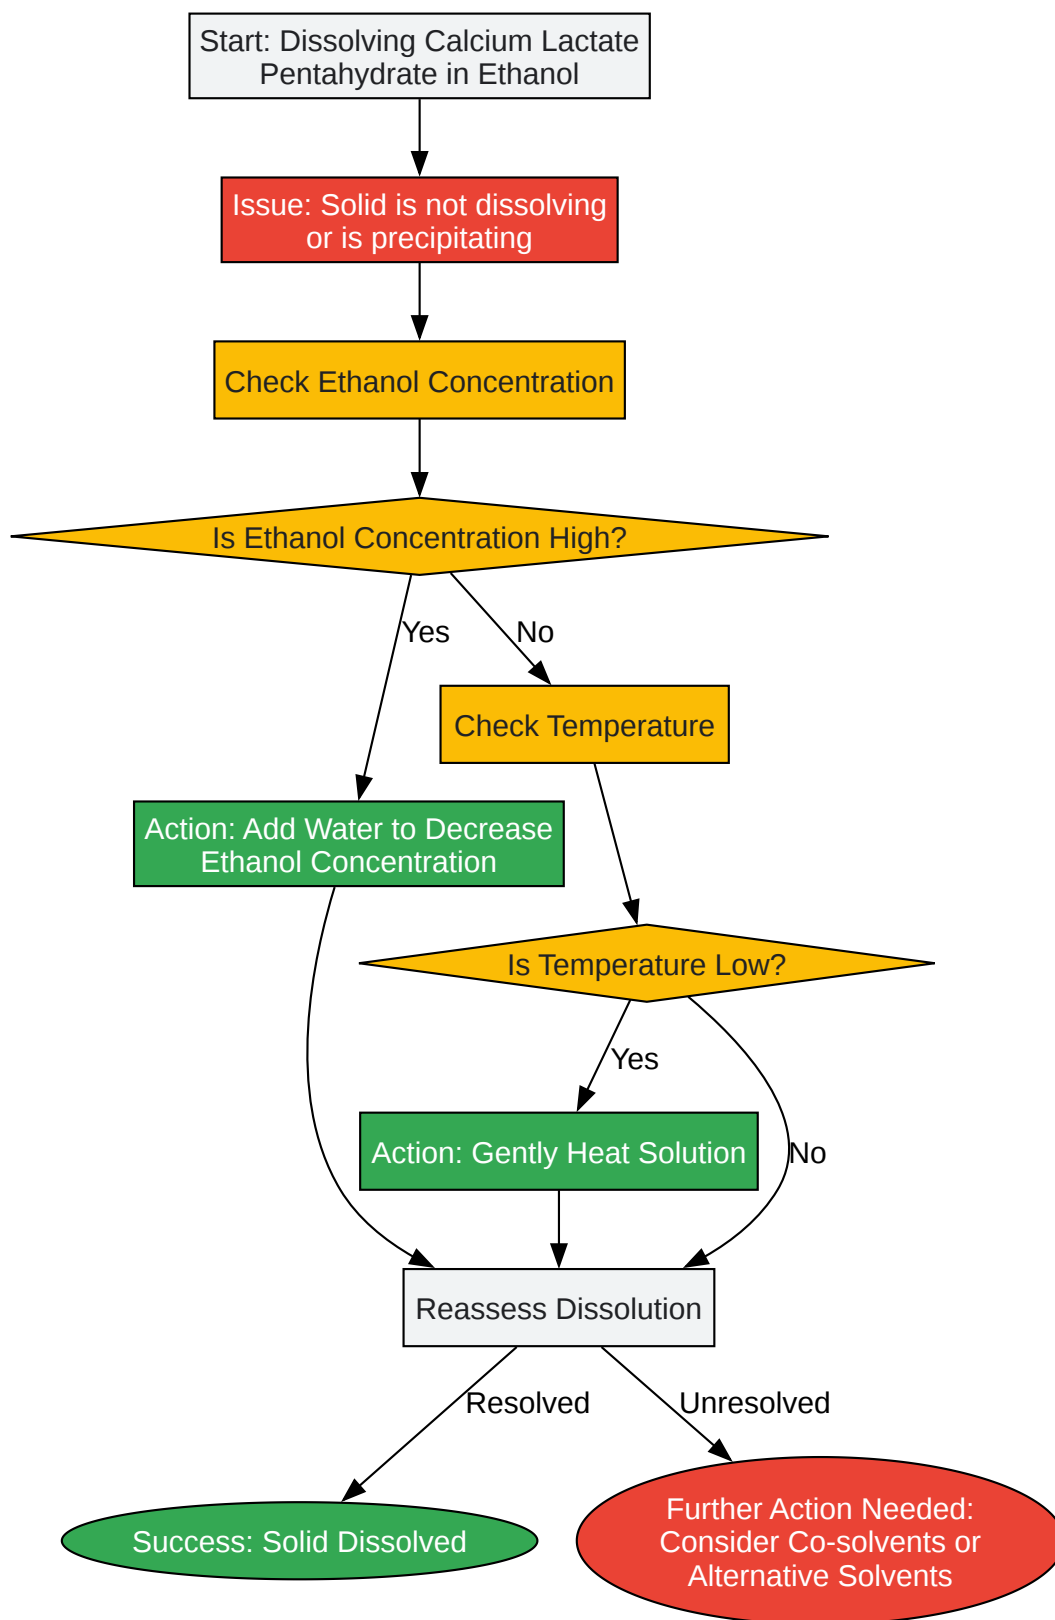 Start: Dissolving Calcium Lactate
Pentahydrate in Ethanol
Issue: Solid is not dissolving
or is precipitating
Check Ethanol Concentration
Is Ethanol Concentration High?
Yes
No
Check Temperature
Action: Add Water to Decrease
Ethanol Concentration
Is Temperature Low?
Yes
Action: Gently Heat Solution
No
Reassess Dissolution
Resolved
Unresolved
Success: Solid Dissolved
Further Action Needed:
Consider Co-solvents or
Alternative Solvents